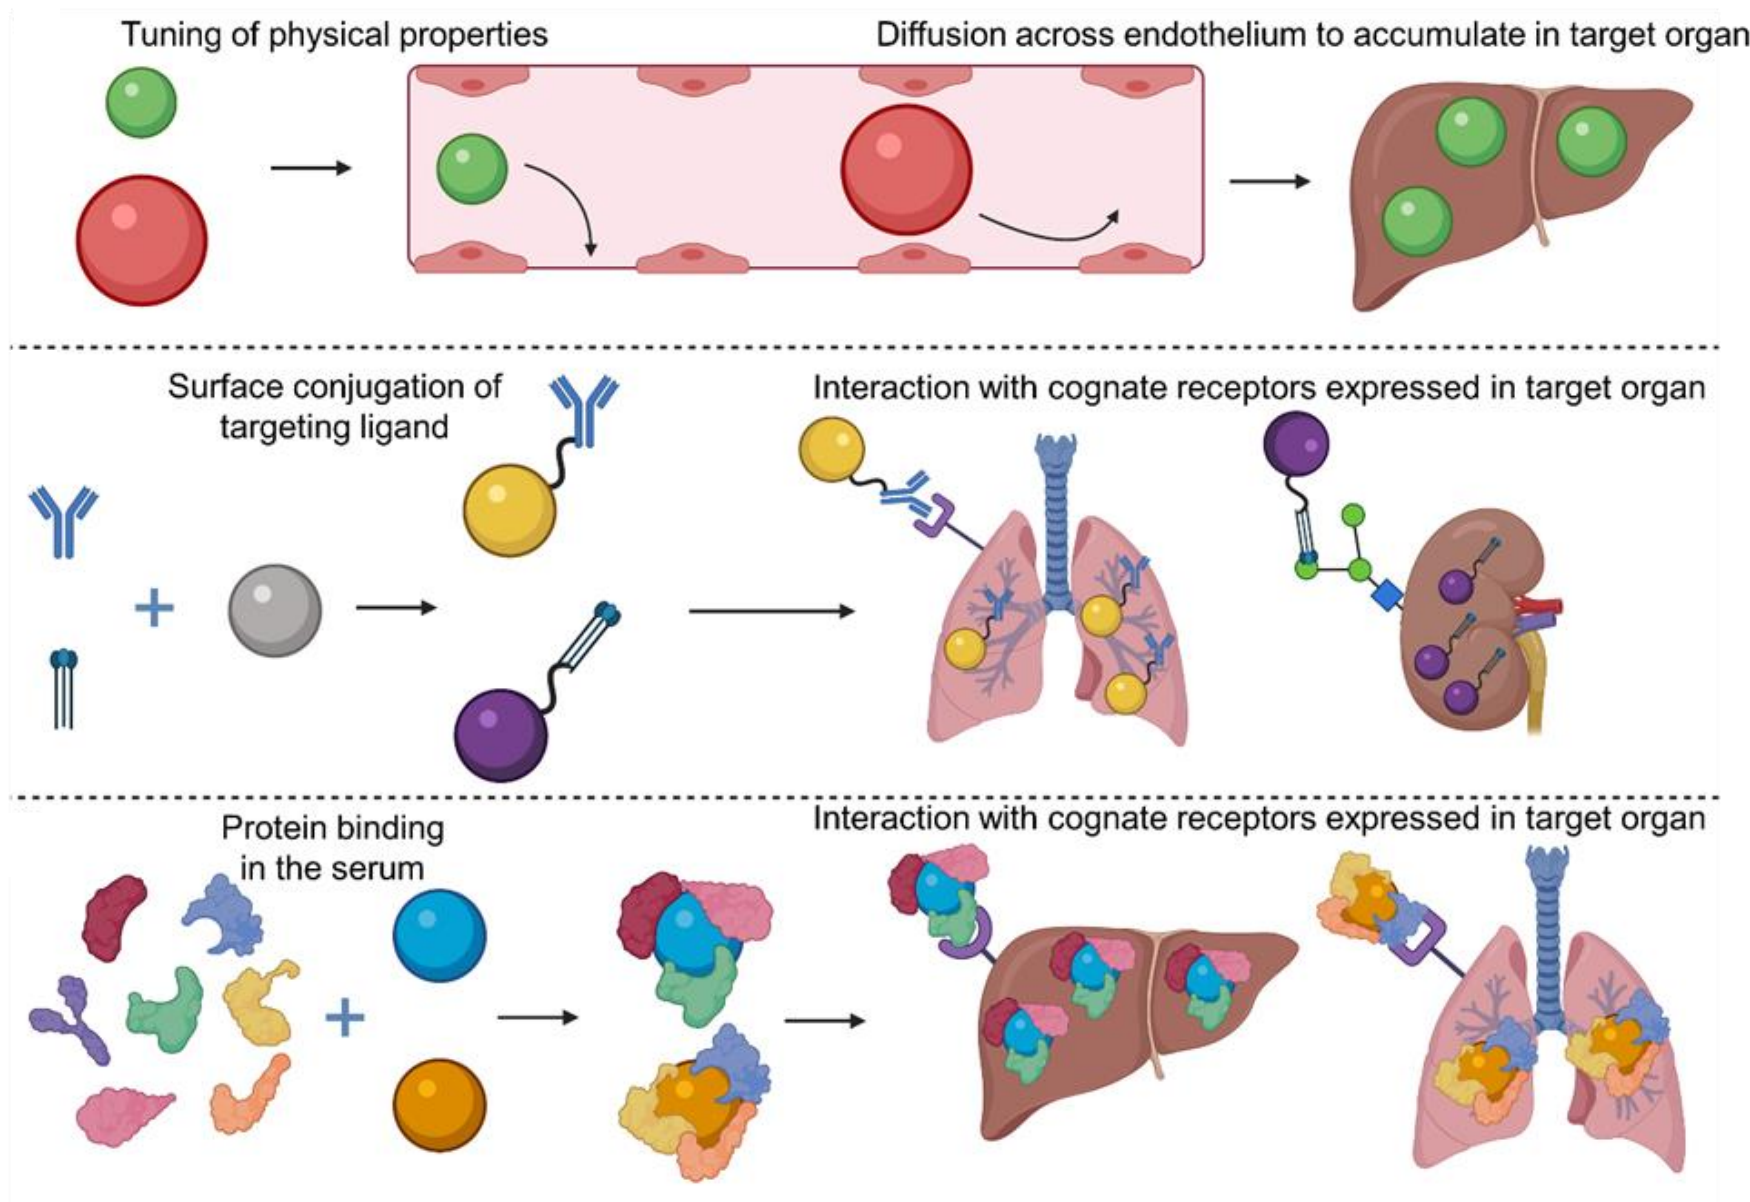 Tuning of physical properties
Diffusion across endothelium to accumulate in target organ
Surface conjugation of
targeting ligand
Interaction with cognate receptors expressed in target organ
Protein binding
in the serum
Interaction with cognate receptors expressed in target organ